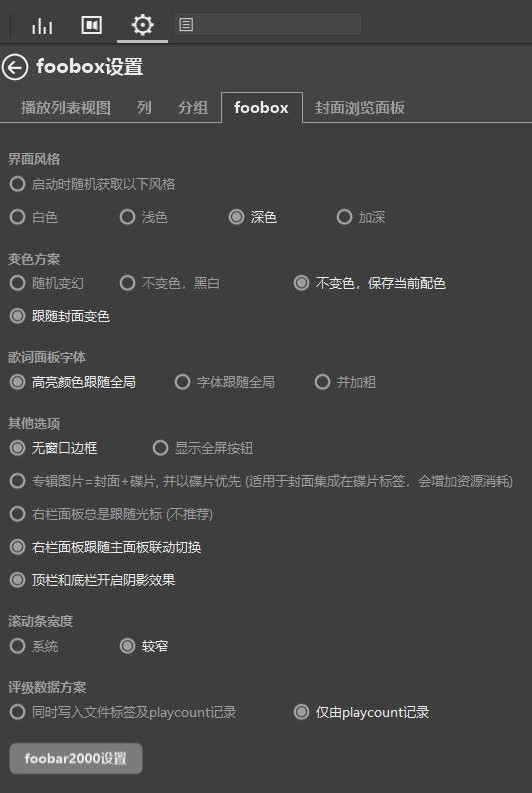 foobox设置
播放列表视图 列 分组 foobox 封面浏览面板
界面风格
启动时随机获取以下风格
白色 浅色 深色 加深
变色方案
随机变幻 不变色，黑白 不变色，保存当前配色
跟随封面变色
歌词面板字体
高亮颜色跟随全局 字体跟随全局 并加粗
其他选项
无窗口边框 显示全屏按钮
专辑图片=封面+碟片, 并以碟片优先 (适用于封面集成在碟片标签，会增加资源消耗)
右栏面板总是跟随光标 (不推荐)
右栏面板跟随主面板联动切换
顶栏和底栏开启阴影效果
滚动条宽度
系统 较窄
评级数据方案
同时写入文件标签及playcount记录 仅由playcount记录
foobar2000设置